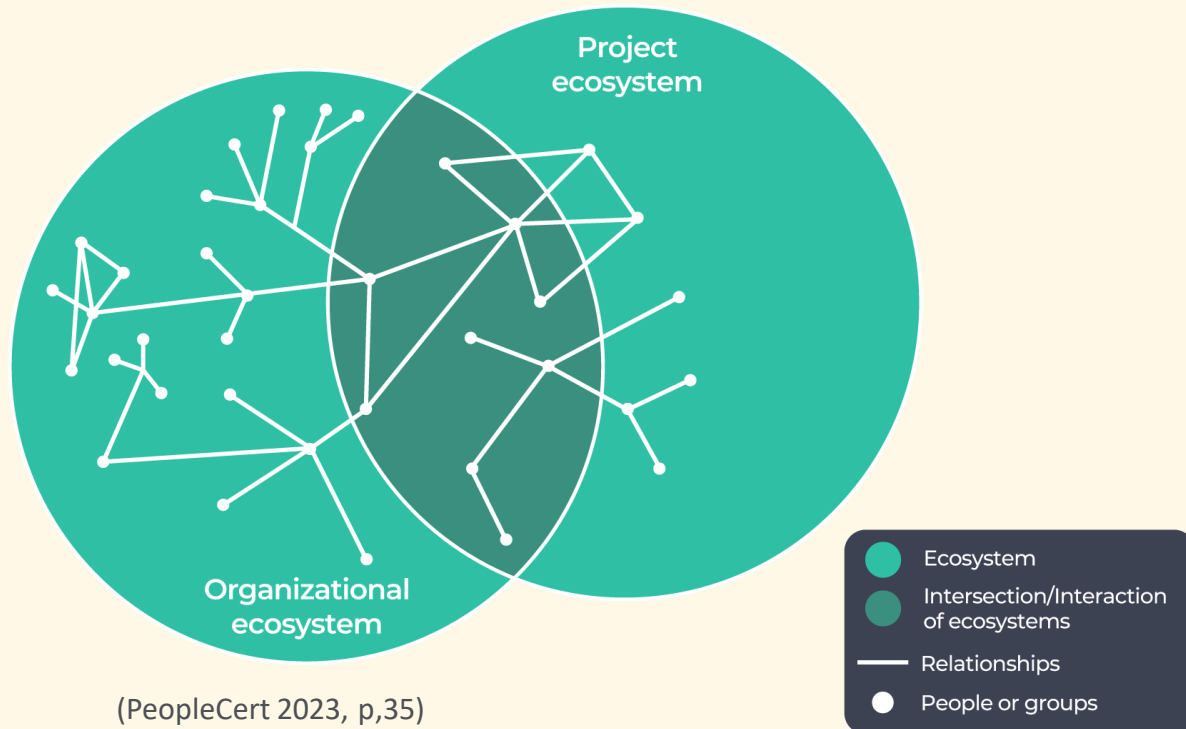 Project
ecosystem
Organizational
ecosystem
(PeopleCert 2023, p,35)
Ecosystem
Intersection/Interaction
of ecosystems
Relationships
People or groups